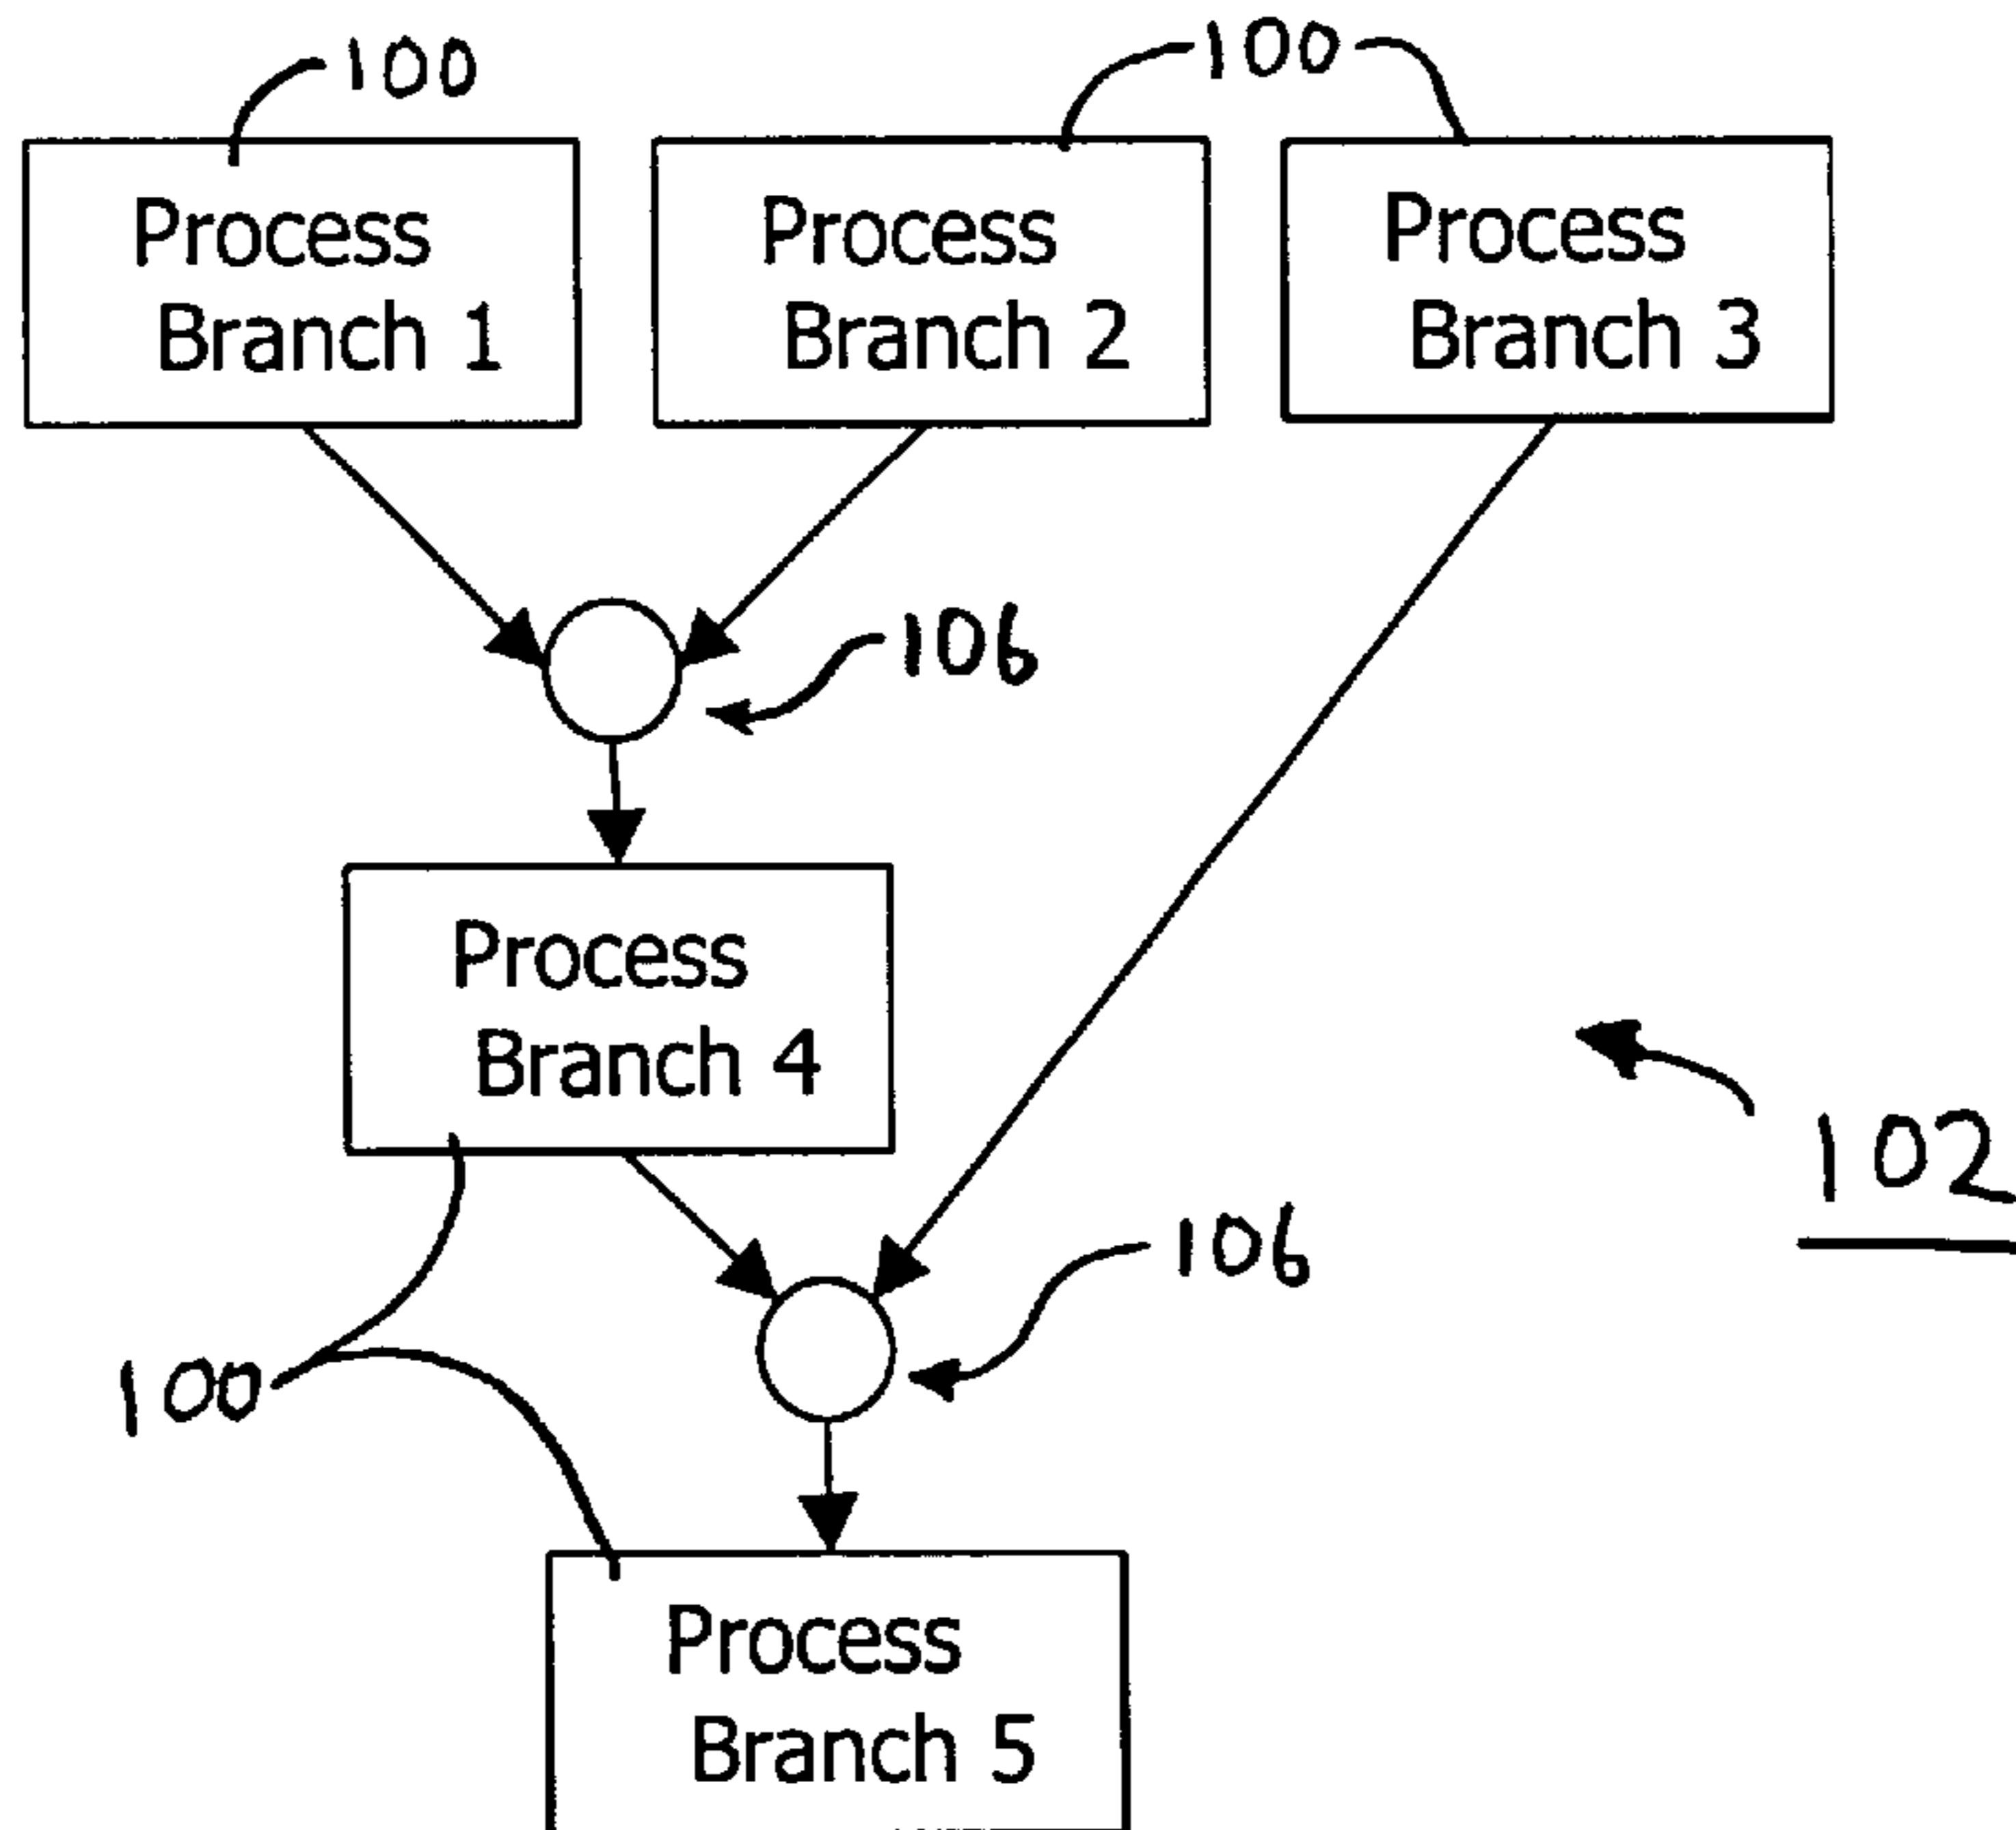 100
100
Process
Branch 1
Process
Branch 2
Process
Branch 3
106
Process
Branch 4
102
106
100
Process
Branch 5